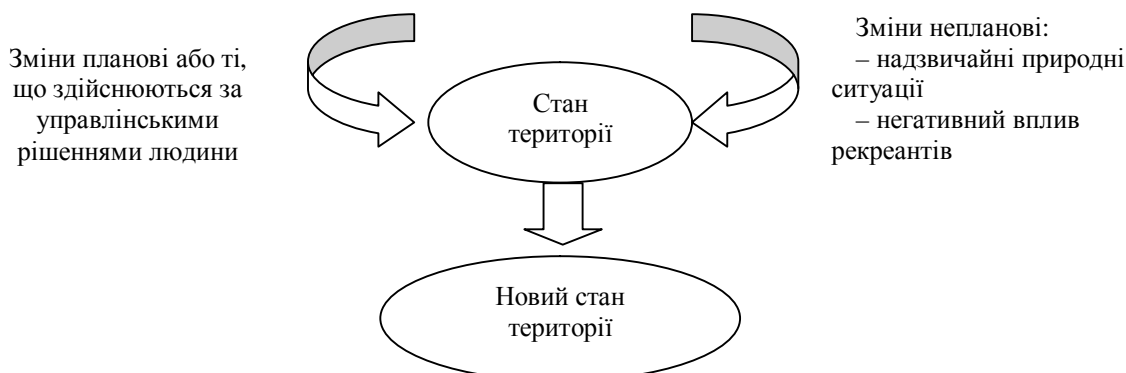 Зміни планові або ті,
що здійснюються за
управлінськими
рішеннями людини
Стан
території
Зміни непланові:
– надзвичайні природні
ситуації
– негативний вплив
рекреантів
Новий стан
території